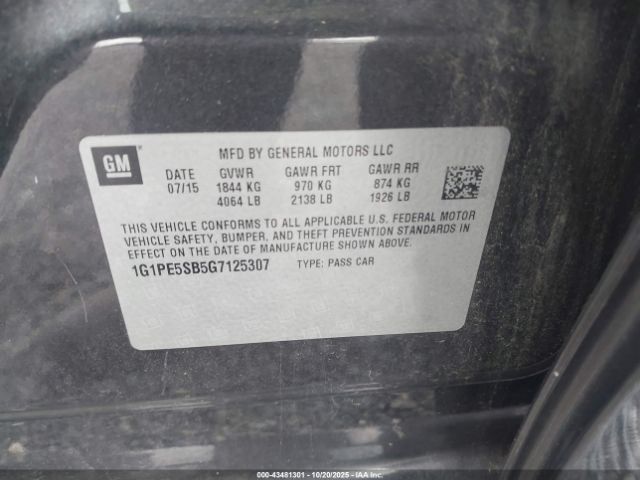 GM
MFD BY GENERAL MOTORS LLC
DATE GVWR GAWR FRT GAWR RR
07/15 1844 KG 970 KG 874 KG
4064 LB 2138 LB 1926 LB
THIS VEHICLE CONFORMS TO ALL APPLICABLE U.S. FEDERAL MOTOR
VEHICLE SAFETY, BUMPER, AND THEFT PREVENTION STANDARDS IN
EFFECT ON THE DATE OF MANUFACTURE SHOWN ABOVE.
1G1PE5SB5G7125307 TYPE: PASS CAR
000-43481301 - 10/20/2025 - IAA, Inc.